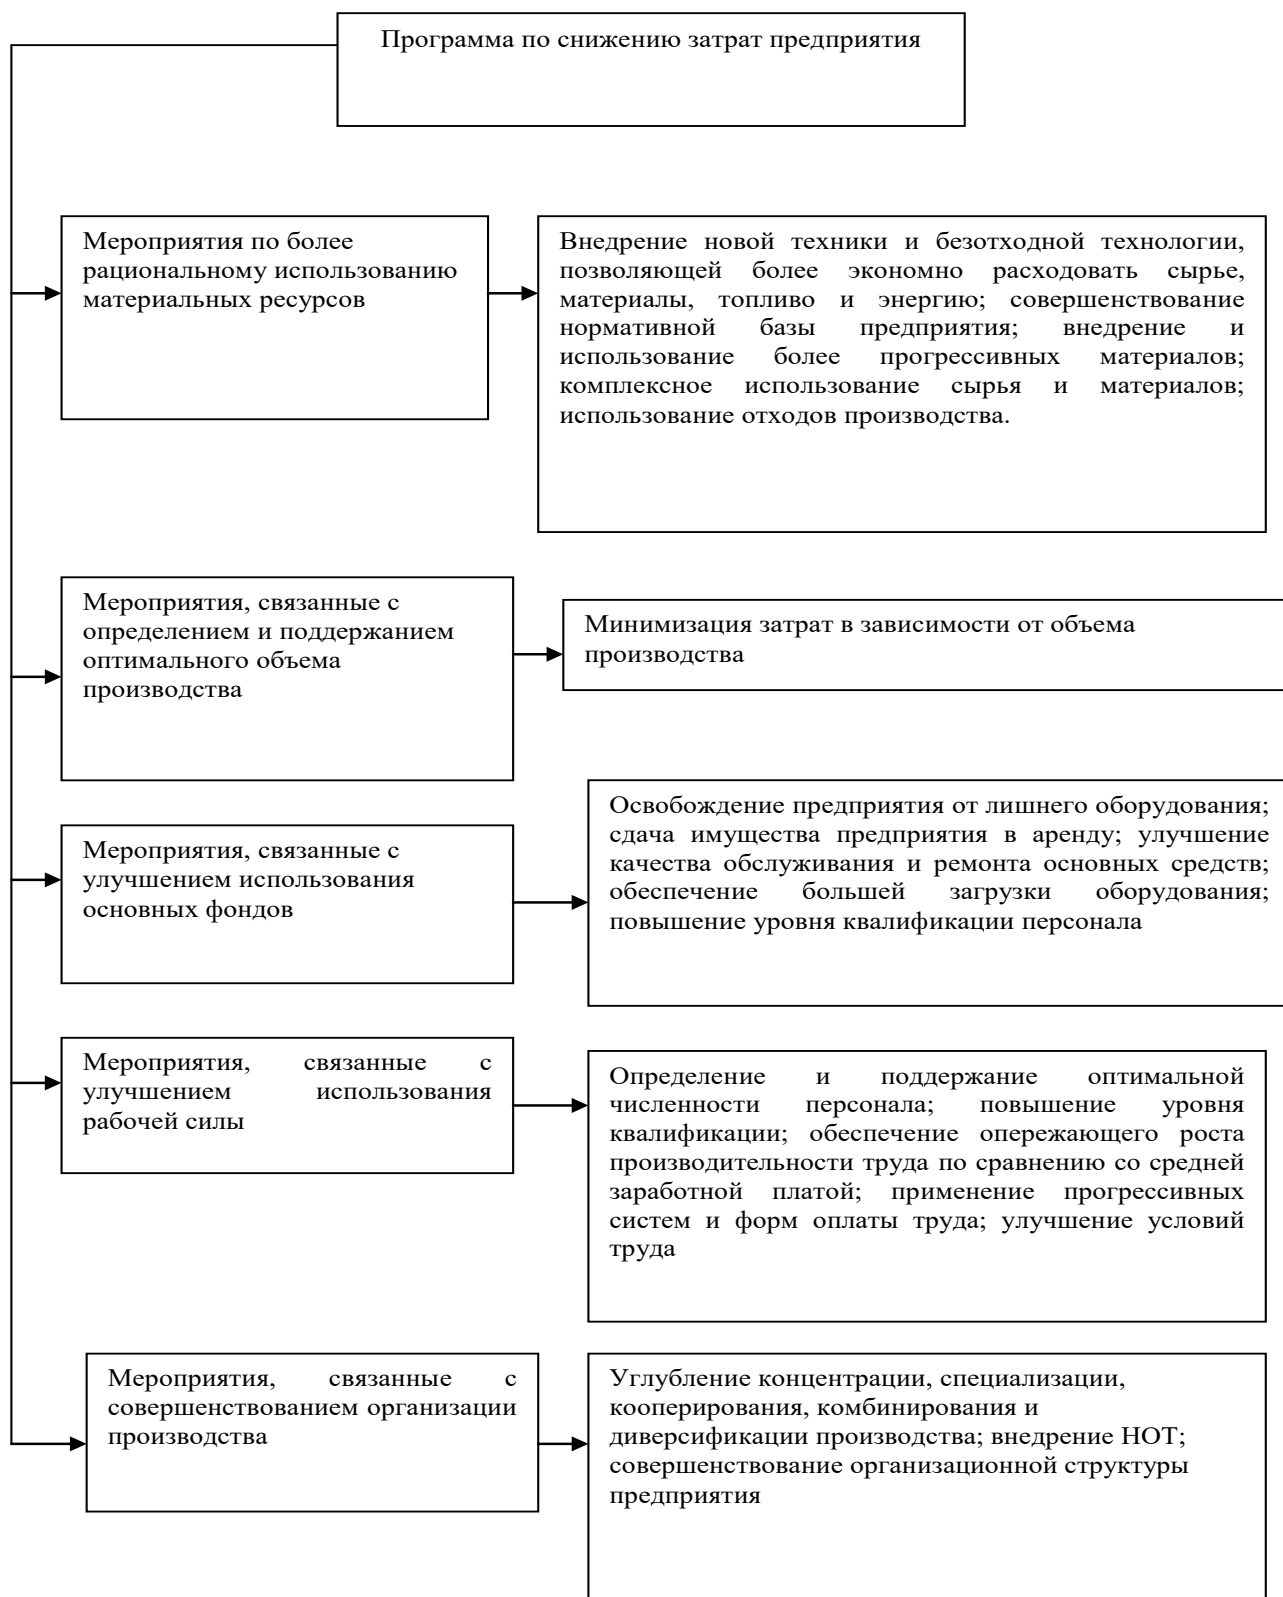 Программа по снижению затрат предприятия
Мероприятия по более
рациональному использованию
материальных ресурсов
Внедрение новой техники и безотходной технологии,
позволяющей более экономно расходовать сырье,
материалы, топливо и энергию; совершенствование
нормативной базы предприятия; внедрение и
использование более прогрессивных материалов;
комплексное использование сырья и материалов;
использование отходов производства.
Мероприятия, связанные с
определением и поддержанием
оптимального объема
производства
Минимизация затрат в зависимости от объема
производства
Мероприятия, связанные с
улучшением использования
основных фондов
Освобождение предприятия от лишнего оборудования;
сдача имущества предприятия в аренду; улучшение
качества обслуживания и ремонта основных средств;
обеспечение большей загрузки оборудования;
повышение уровня квалификации персонала
Мероприятия, связанные с
улучшением использования
рабочей силы
Определение и поддержание оптимальной
численности персонала; повышение уровня
квалификации; обеспечение опережающего роста
производительности труда по сравнению со средней
заработной платой; применение прогрессивных
систем и форм оплаты труда; улучшение условий
труда
Мероприятия, связанные с
совершенствованием организации
производства
Углубление концентрации, специализации,
кооперирования, комбинирования и
диверсификации производства; внедрение НОТ;
совершенствование организационной структуры
предприятия